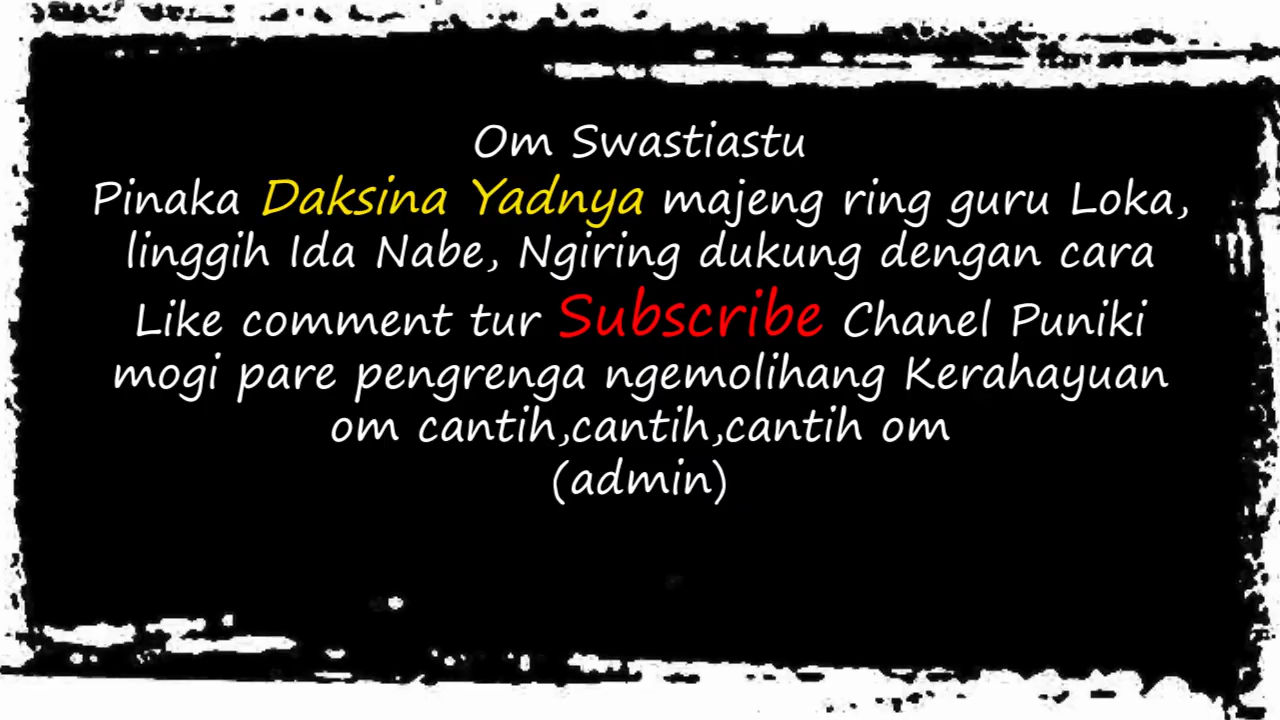 Om Swastiastu
Pinaka Daksina Yadnya majeng ring guru Loka,
linggih Ida Nabe, Ngiring dukung dengan cara
Like comment tur Subscribe Chanel Puniki
mogi pare pengrenga ngemolihang Kerahayuan
om cantih,cantih,cantih om
(admin)